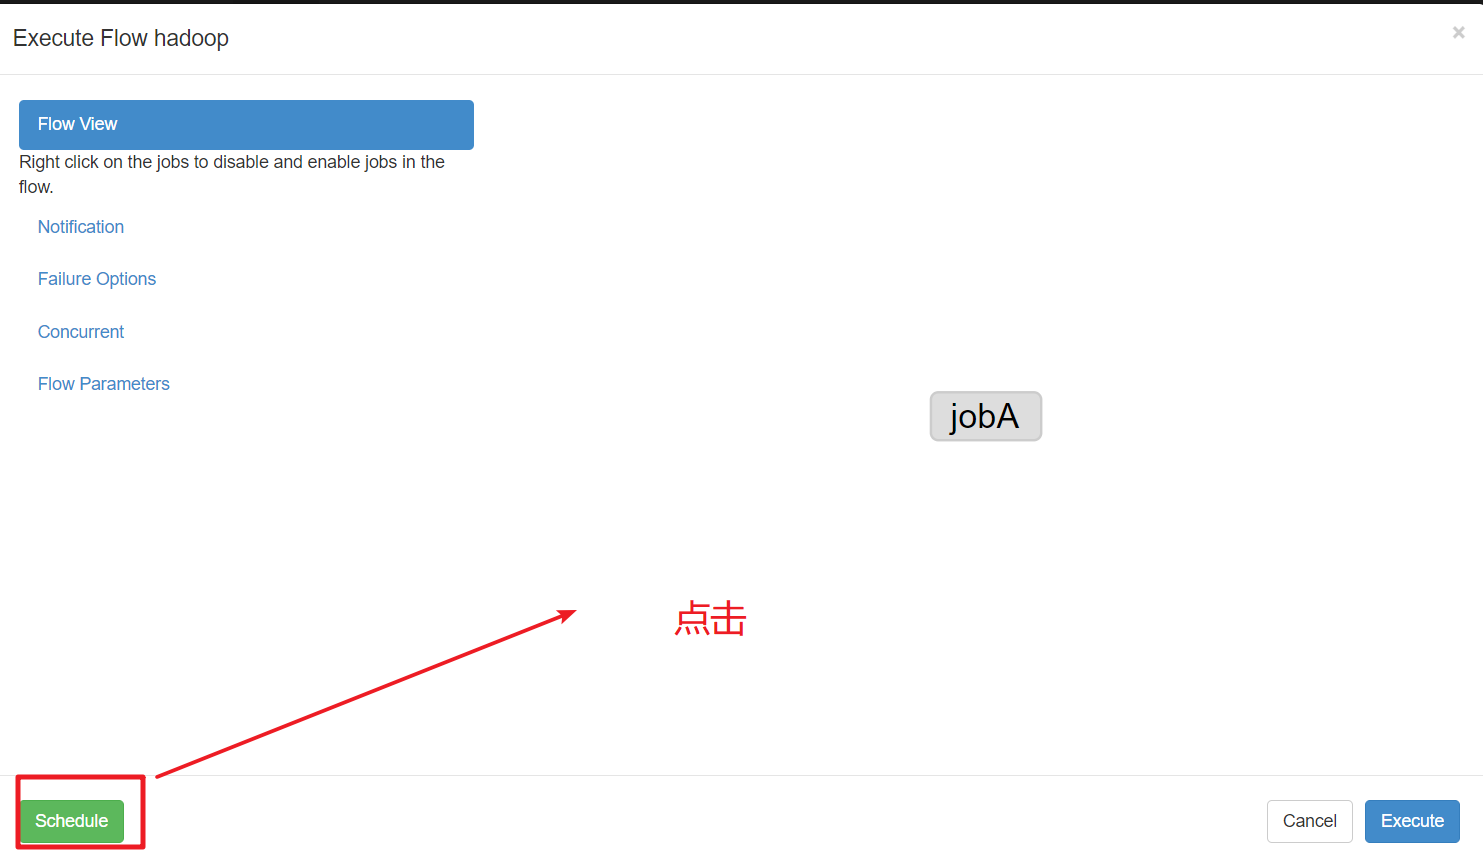 Execute Flow hadoop
×
Flow View
Right click on the jobs to disable and enable jobs in the
flow.
Notification
Failure Options
Concurrent
Flow Parameters
jobA
点击
Schedule
Cancel
Execute